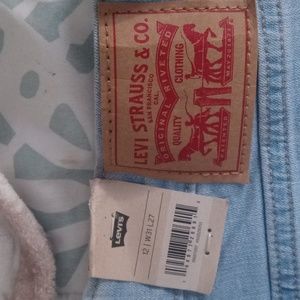 LEVI STRAUSS & CO.
SAN FRANCISCO
CAL.
ORIGINAL RIVETED
QUALITY
CLOTHING
LEVI'S
12 | W31 L27